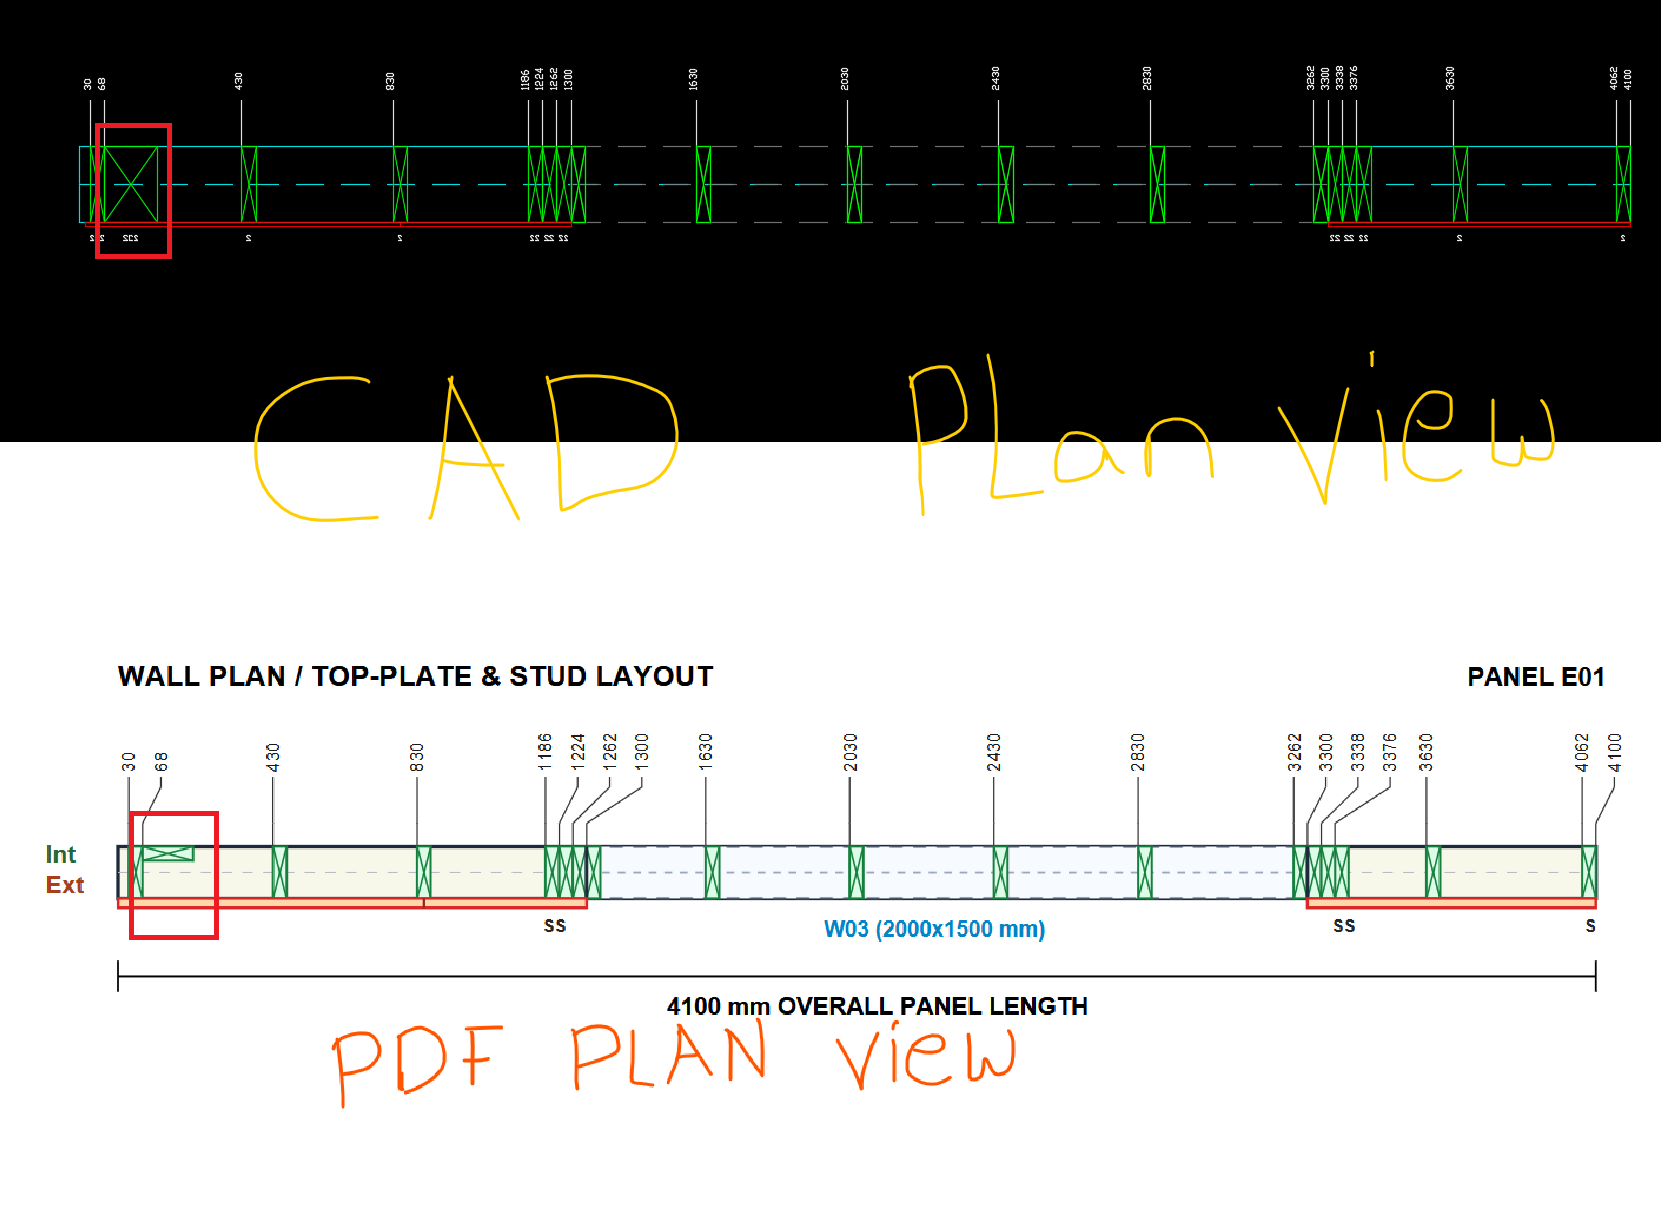 30 68 430 830 1186 1224 1262 1300 1630 2030 2430 2830 3262 3300 3338 3376 3630 4062 4100
CAD PLan View
WALL PLAN / TOP-PLATE & STUD LAYOUT PANEL E01
30 68 430 830 1186 1224 1262 1300 1630 2030 2430 2830 3262 3300 3338 3376 3630 4062 4100
Int
Ext
SS W03 (2000x1500 mm) SS S
4100 mm OVERALL PANEL LENGTH
PDF PLAN View